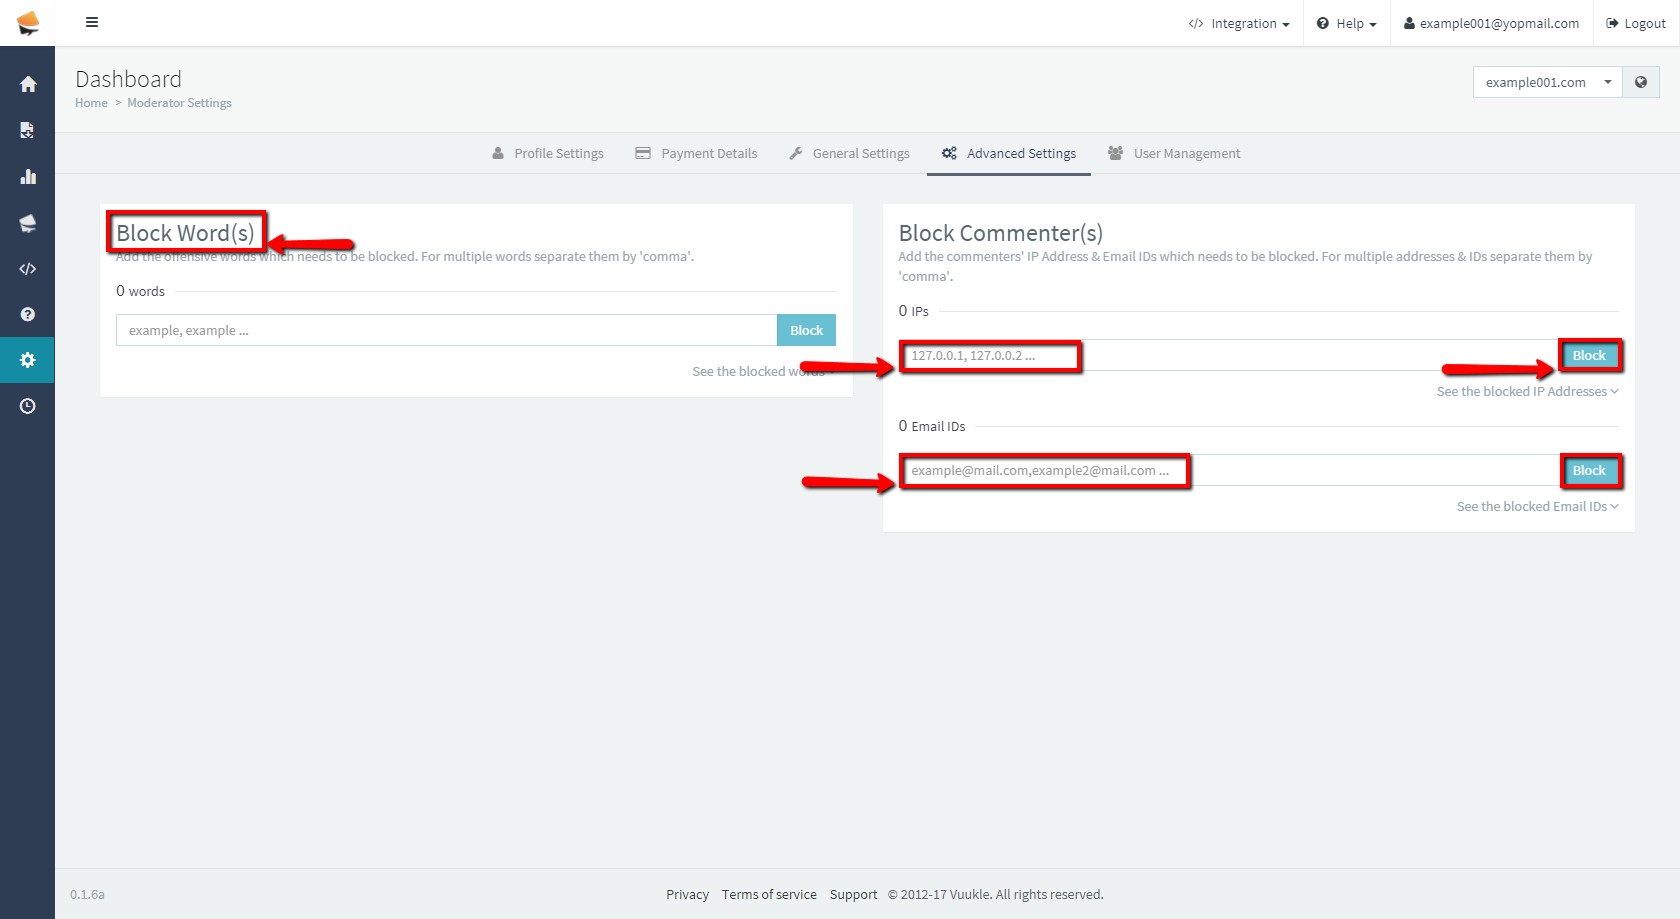 Integration
Help
example001@yopmail.com
Logout
Dashboard
Home > Moderator Settings
example001.com
Profile Settings
Payment Details
General Settings
Advanced Settings
User Management
Block Word(s)
Add the offensive words which needs to be blocked. For multiple words separate them by 'comma'.
0 words
example, example ...
Block
See the blocked words
Block Commenter(s)
Add the commenters' IP Address & Email IDs which needs to be blocked. For multiple addresses & IDs separate them by
'comma'.
0 IPs
127.0.0.1, 127.0.0.2 ...
Block
See the blocked IP Addresses
0 Email IDs
example@mail.com,example2@mail.com ...
Block
See the blocked Email IDs
0.1.6a
Privacy
Terms of service
Support
© 2012-17 Vuukle. All rights reserved.